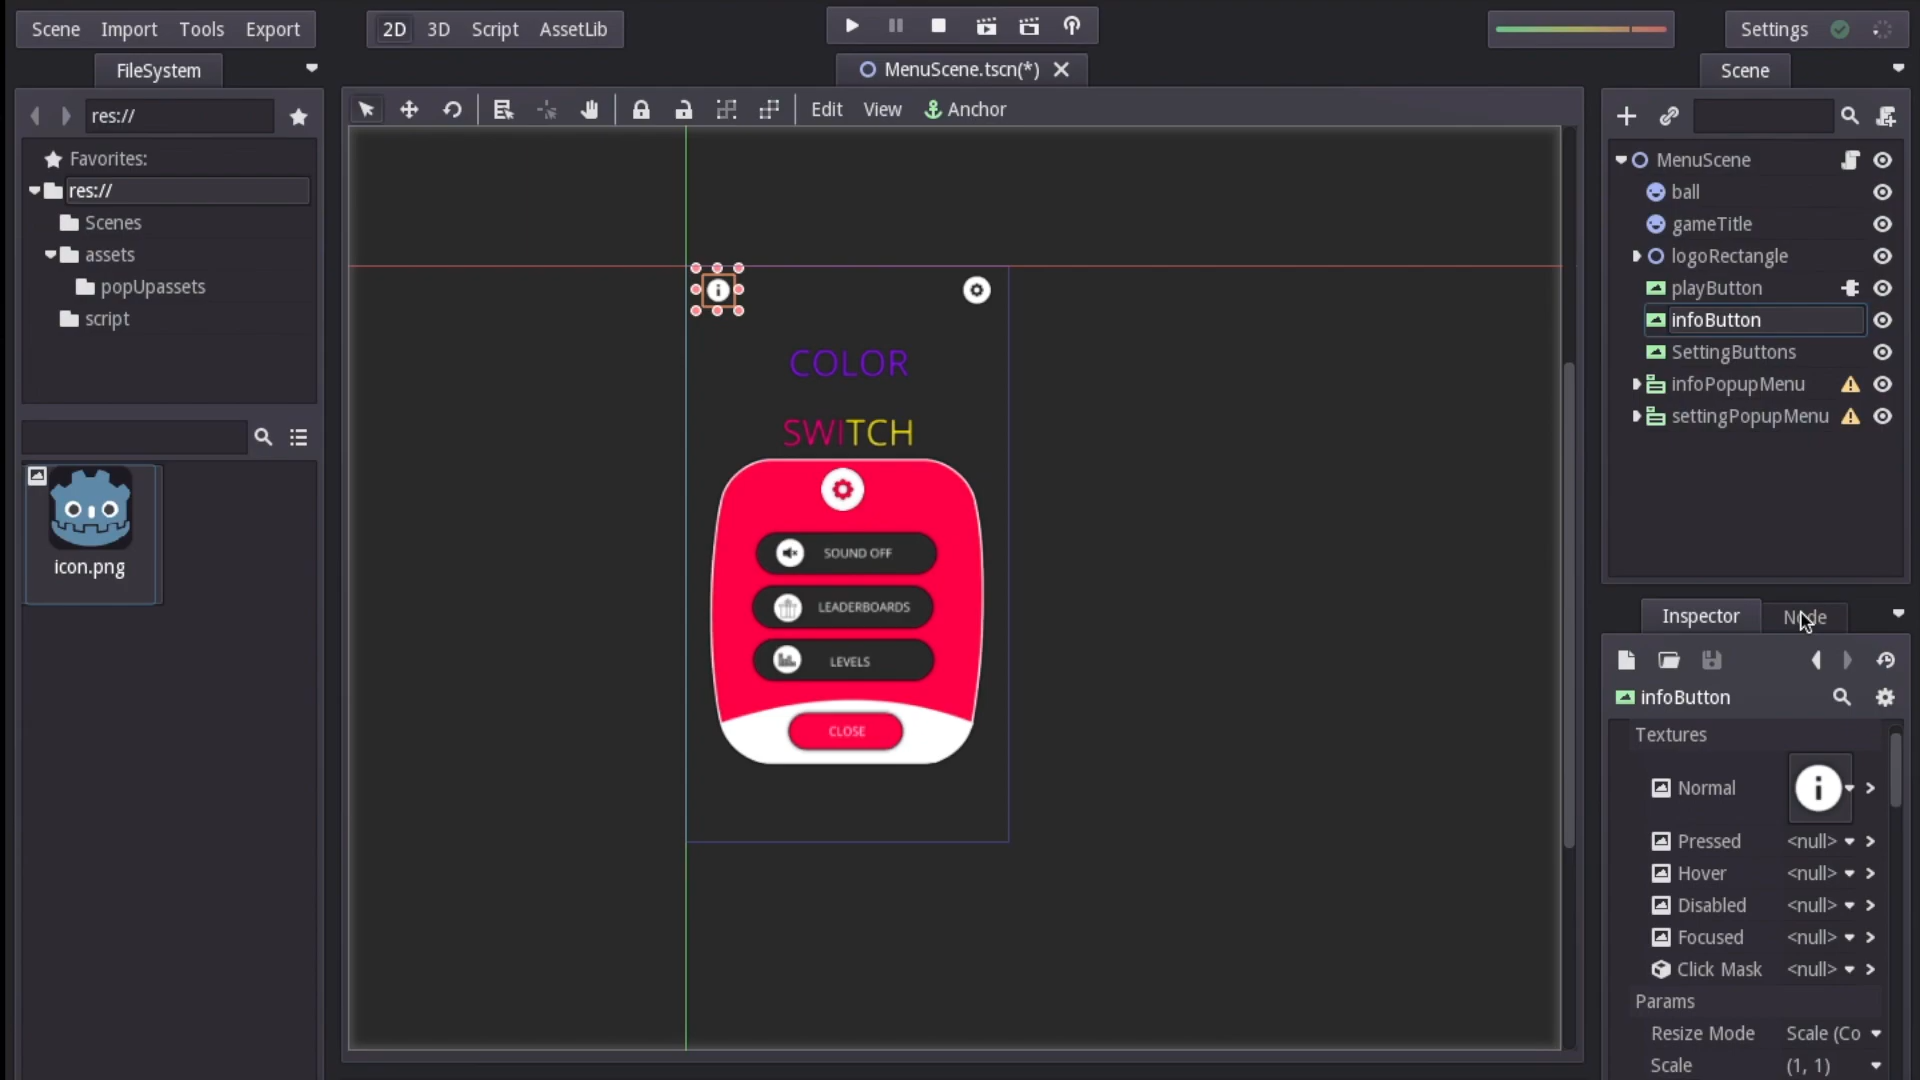 Scene Import Tools Export
2D 3D Script AssetLib
Settings
FileSystem
MenuScene.tscn(*)
Scene
res://
Edit View Anchor
Favorites:
res://
Scenes
assets
popUpassets
script
icon.png
COLOR
SWITCH
SOUND OFF
LEADERBOARDS
LEVELS
CLOSE
MenuScene
ball
gameTitle
logoRectangle
playButton
infoButton
SettingButtons
infoPopupMenu
settingPopupMenu
Inspector Node
infoButton
Textures
Normal
Pressed <null>
Hover <null>
Disabled <null>
Focused <null>
Click Mask <null>
Params
Resize Mode Scale (Co
Scale (1, 1)